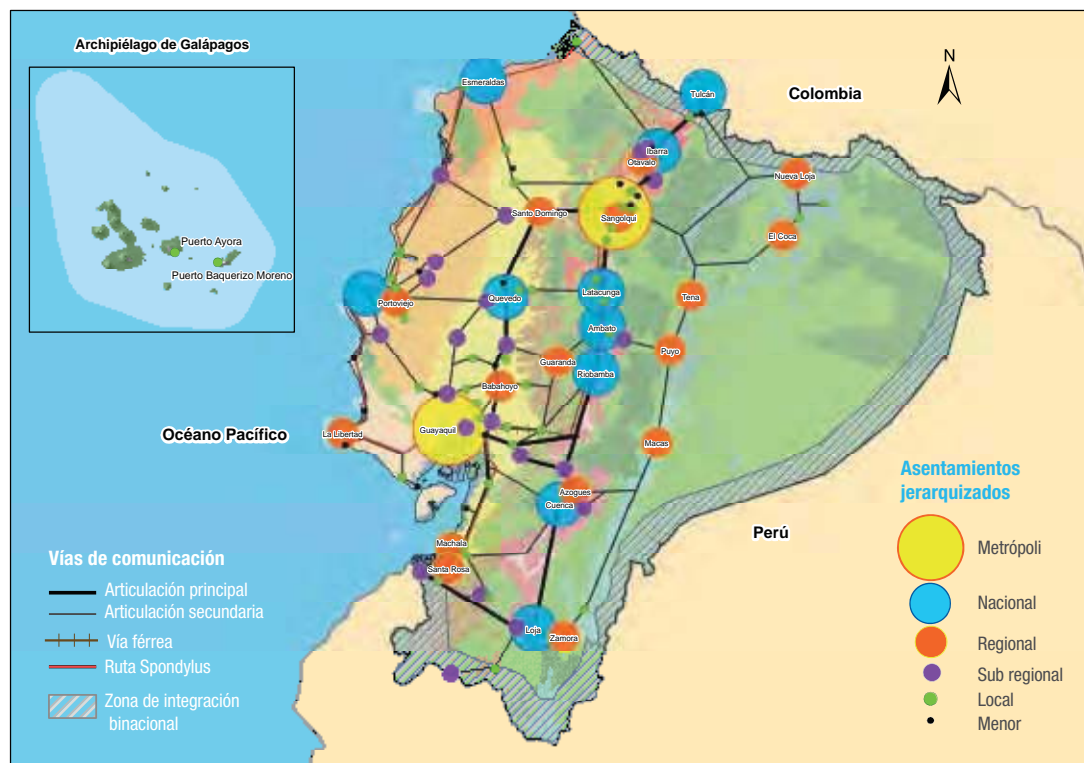 Archipiélago de Galápagos
Puerto Ayora
Puerto Baquerizo Moreno
N
Colombia
Esmeraldas
Tulcán
Ibarra
Otavalo
Nueva Loja
Santo Domingo
Sangolqui
El Coca
Portoviejo
Quevedo
Latacunga
Tena
Ambato
Puyo
Guaranda
Riobamba
Babahoyo
Océano Pacífico
La Libertad
Guayaquil
Macas
Azogues
Cuenca
Perú
Machala
Santa Rosa
Loja
Zamora
Vías de comunicación
Articulación principal
Articulación secundaria
Vía férrea
Ruta Spondylus
Zona de integración
binacional
Asentamientos
jerarquizados
Metrópoli
Nacional
Regional
Sub regional
Local
Menor